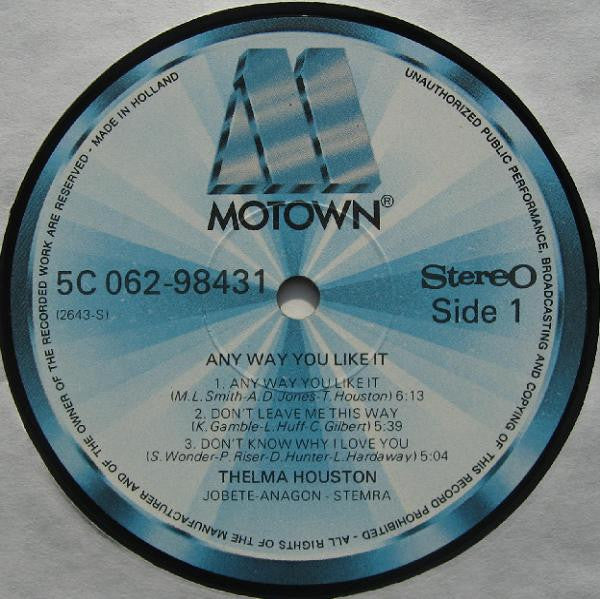 ALL RIGHTS OF THE MANUFACTURER AND OF THE OWNER OF THE RECORDED WORK ARE RESERVED - MADE IN HOLLAND
UNAUTHORIZED PUBLIC PERFORMANCE, BROADCASTING AND COPYING OF THIS RECORD PROHIBITED -
M
MOTOWN®
5C 062-98431
(2643-S)
Stereo
Side 1
ANY WAY YOU LIKE IT
1. ANY WAY YOU LIKE IT
(M.L. Smith-A.D. Jones-T. Houston) 6:13
2. DON'T LEAVE ME THIS WAY
(K. Gamble-L. Huff-C. Gilbert) 5:39
3. DON'T KNOW WHY I LOVE YOU
(S. Wonder-P. Riser-D. Hunter-L. Hardaway) 5:04
THELMA HOUSTON
JOBETE-ANAGON - STEMRA